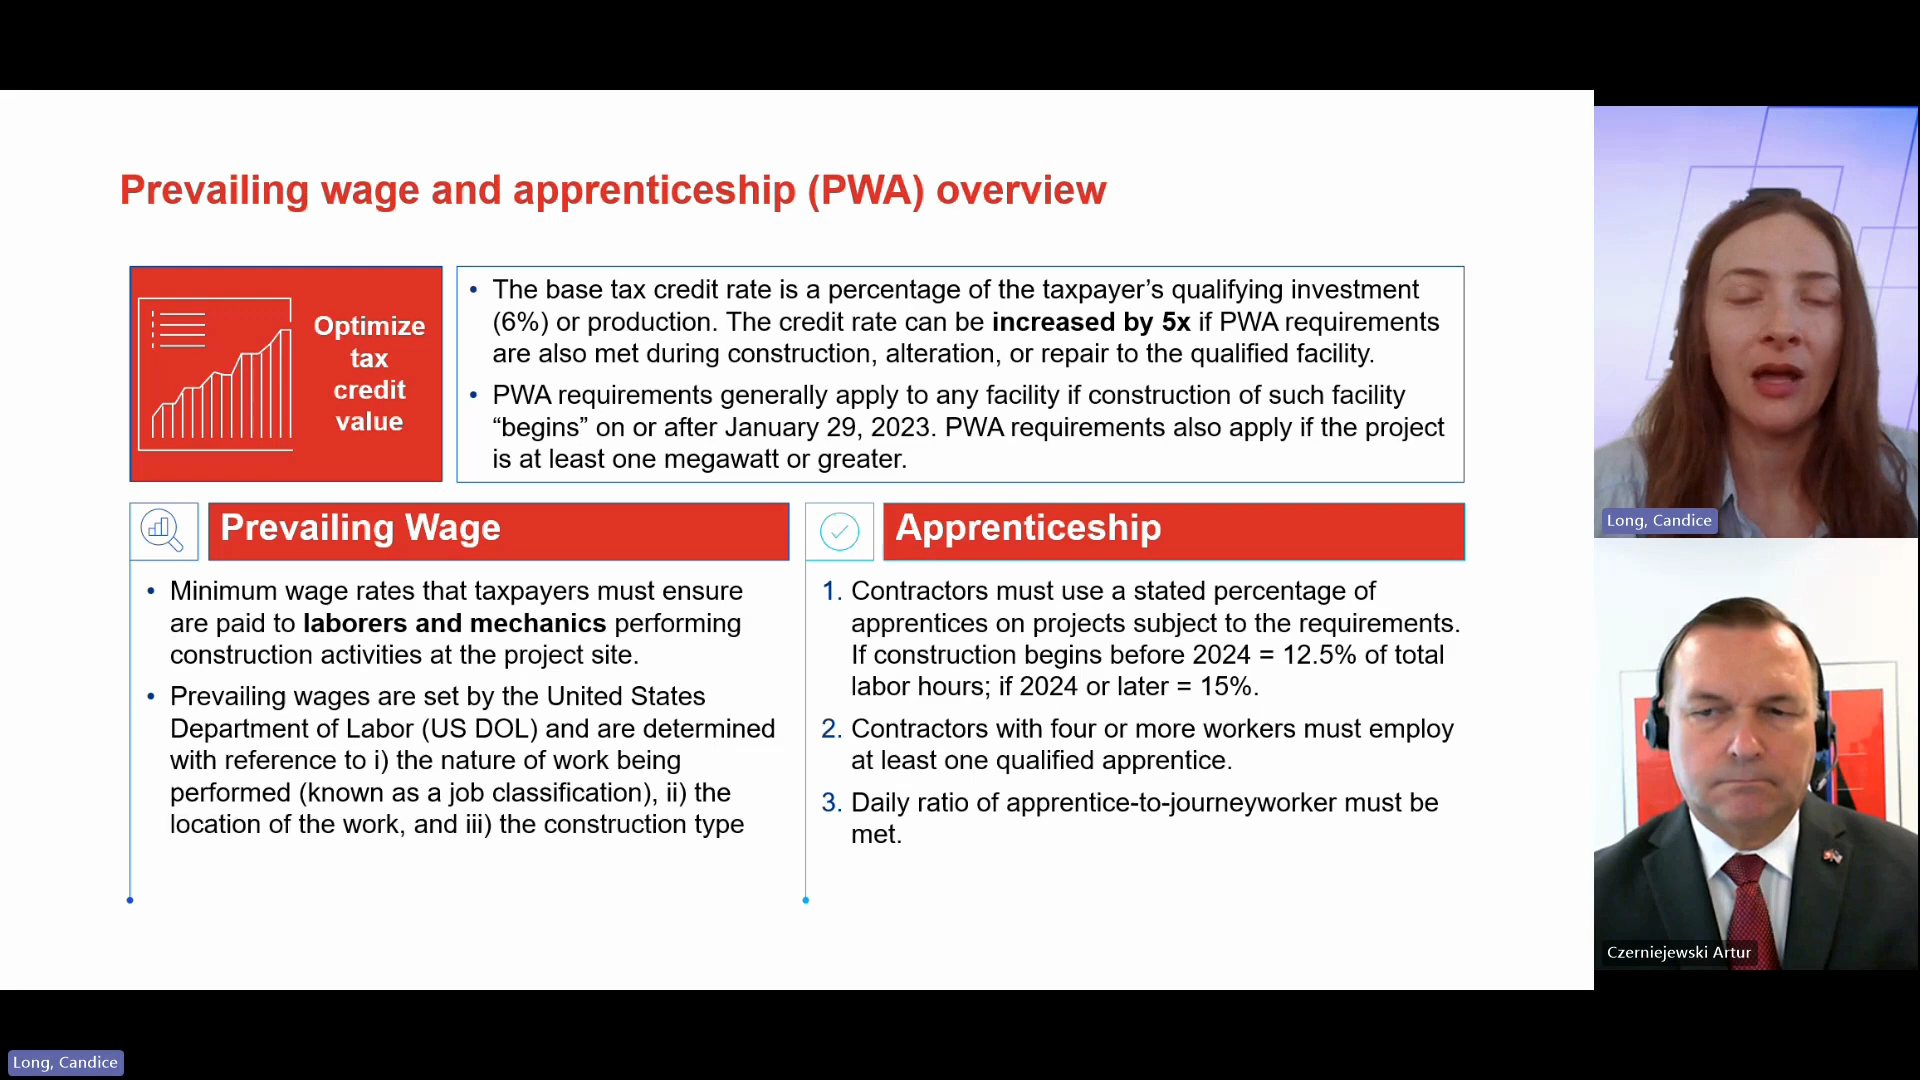 Prevailing wage and apprenticeship (PWA) overview
Optimize
tax
credit
value
• The base tax credit rate is a percentage of the taxpayer’s qualifying investment
(6%) or production. The credit rate can be increased by 5x if PWA requirements
are also met during construction, alteration, or repair to the qualified facility.
• PWA requirements generally apply to any facility if construction of such facility
“begins” on or after January 29, 2023. PWA requirements also apply if the project
is at least one megawatt or greater.
Prevailing Wage
• Minimum wage rates that taxpayers must ensure
are paid to laborers and mechanics performing
construction activities at the project site.
• Prevailing wages are set by the United States
Department of Labor (US DOL) and are determined
with reference to i) the nature of work being
performed (known as a job classification), ii) the
location of the work, and iii) the construction type
Apprenticeship
1. Contractors must use a stated percentage of
apprentices on projects subject to the requirements.
If construction begins before 2024 = 12.5% of total
labor hours; if 2024 or later = 15%.
2. Contractors with four or more workers must employ
at least one qualified apprentice.
3. Daily ratio of apprentice-to-journeyworker must be
met.
Long, Candice
Czerniejewski Artur
Long, Candice